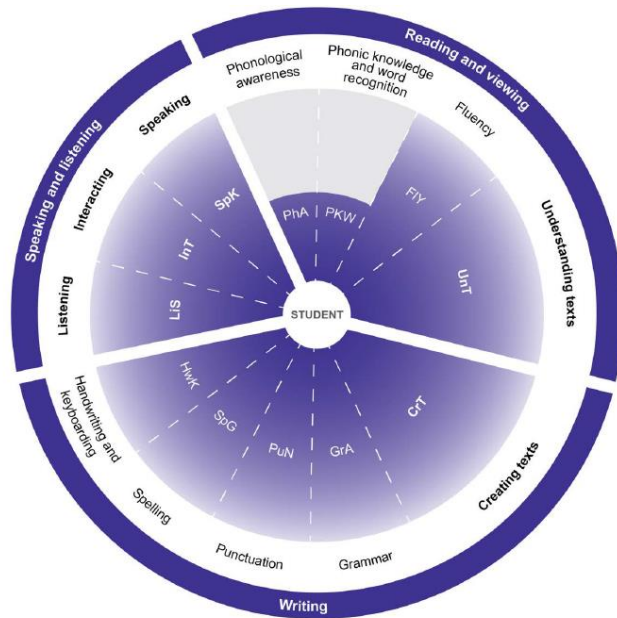 Reading and viewing
Phonological
awareness
Phonic knowledge
and word
recognition
Fluency
Understanding texts
PhA
PKW
FlY
UnT
Speaking and listening
Speaking
Interacting
Listening
SpK
InT
LiS
STUDENT
HwK
SpG
PuN
GrA
CrT
Handwriting and
keyboarding
Spelling
Punctuation
Grammar
Creating texts
Writing